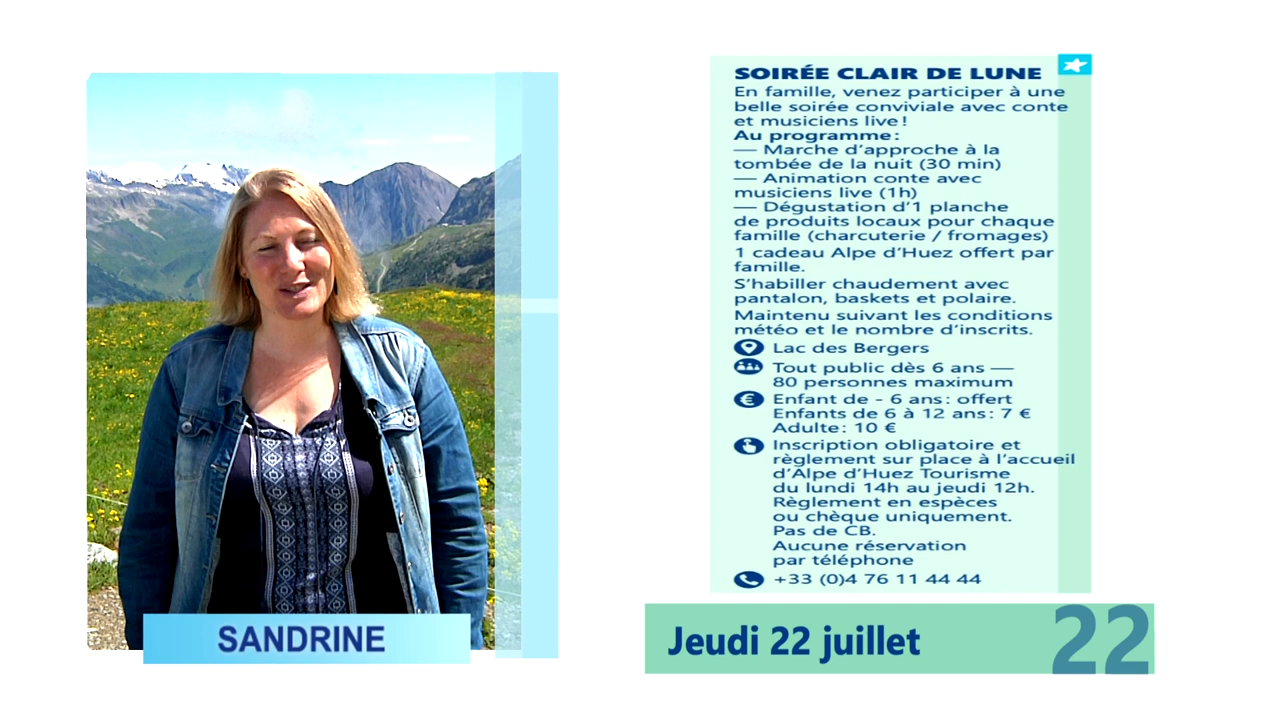 SANDRINE
SOIRÉE CLAIR DE LUNE
En famille, venez participer à une
belle soirée conviviale avec conte
et musiciens live !
Au programme :
— Marche d'approche à la
tombée de la nuit (30 min)
— Animation conte avec
musiciens live (1h)
— Dégustation d'1 planche
de produits locaux pour chaque
famille (charcuterie / fromages)
1 cadeau Alpe d'Huez offert par
famille.
S'habiller chaudement avec
pantalon, baskets et polaire.
Maintenu suivant les conditions
météo et le nombre d'inscrits.
Lac des Bergers
Tout public dès 6 ans —
80 personnes maximum
Enfant de - 6 ans : offert
Enfants de 6 à 12 ans : 7 €
Adulte : 10 €
Inscription obligatoire et
règlement sur place à l'accueil
d'Alpe d'Huez Tourisme
du lundi 14h au jeudi 12h.
Règlement en espèces
ou chèque uniquement.
Pas de CB.
Aucune réservation
par téléphone
+33 (0)4 76 11 44 44
Jeudi 22 juillet
22